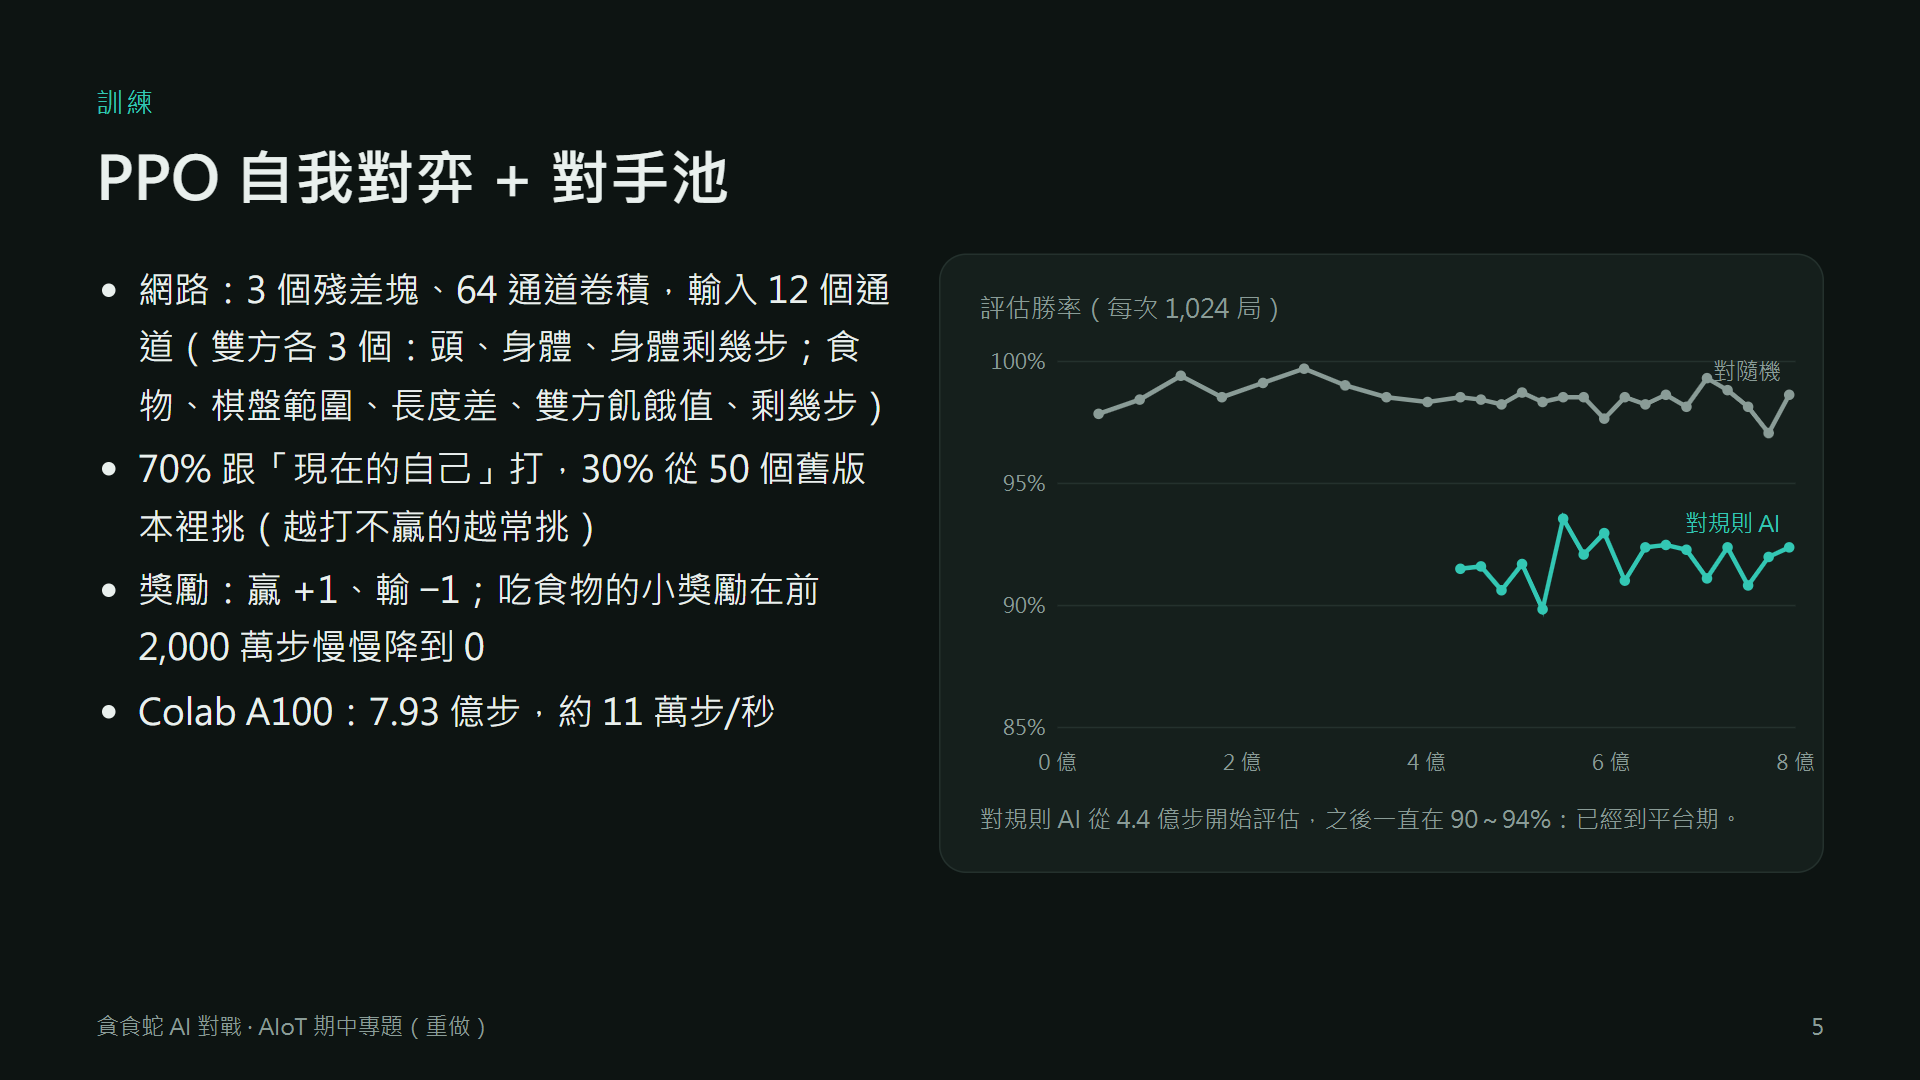 訓練
PPO 自我對弈 + 對手池
• 網路：3 個殘差塊、64 通道卷積，輸入 12 個通
道（雙方各 3 個：頭、身體、身體剩幾步；食
物、棋盤範圍、長度差、雙方飢餓值、剩幾步）
• 70% 跟「現在的自己」打，30% 從 50 個舊版
本裡挑（越打不贏的越常挑）
• 獎勵：贏 +1、輸 −1；吃食物的小獎勵在前
2,000 萬步慢慢降到 0
• Colab A100：7.93 億步，約 11 萬步/秒
評估勝率（每次 1,024 局）
100%
對隨機
95%
對規則 AI
90%
85%
0 億 2 億 4 億 6 億 8 億
對規則 AI 從 4.4 億步開始評估，之後一直在 90～94%：已經到平台期。
貪食蛇 AI 對戰 · AIoT 期中專題（重做）
5